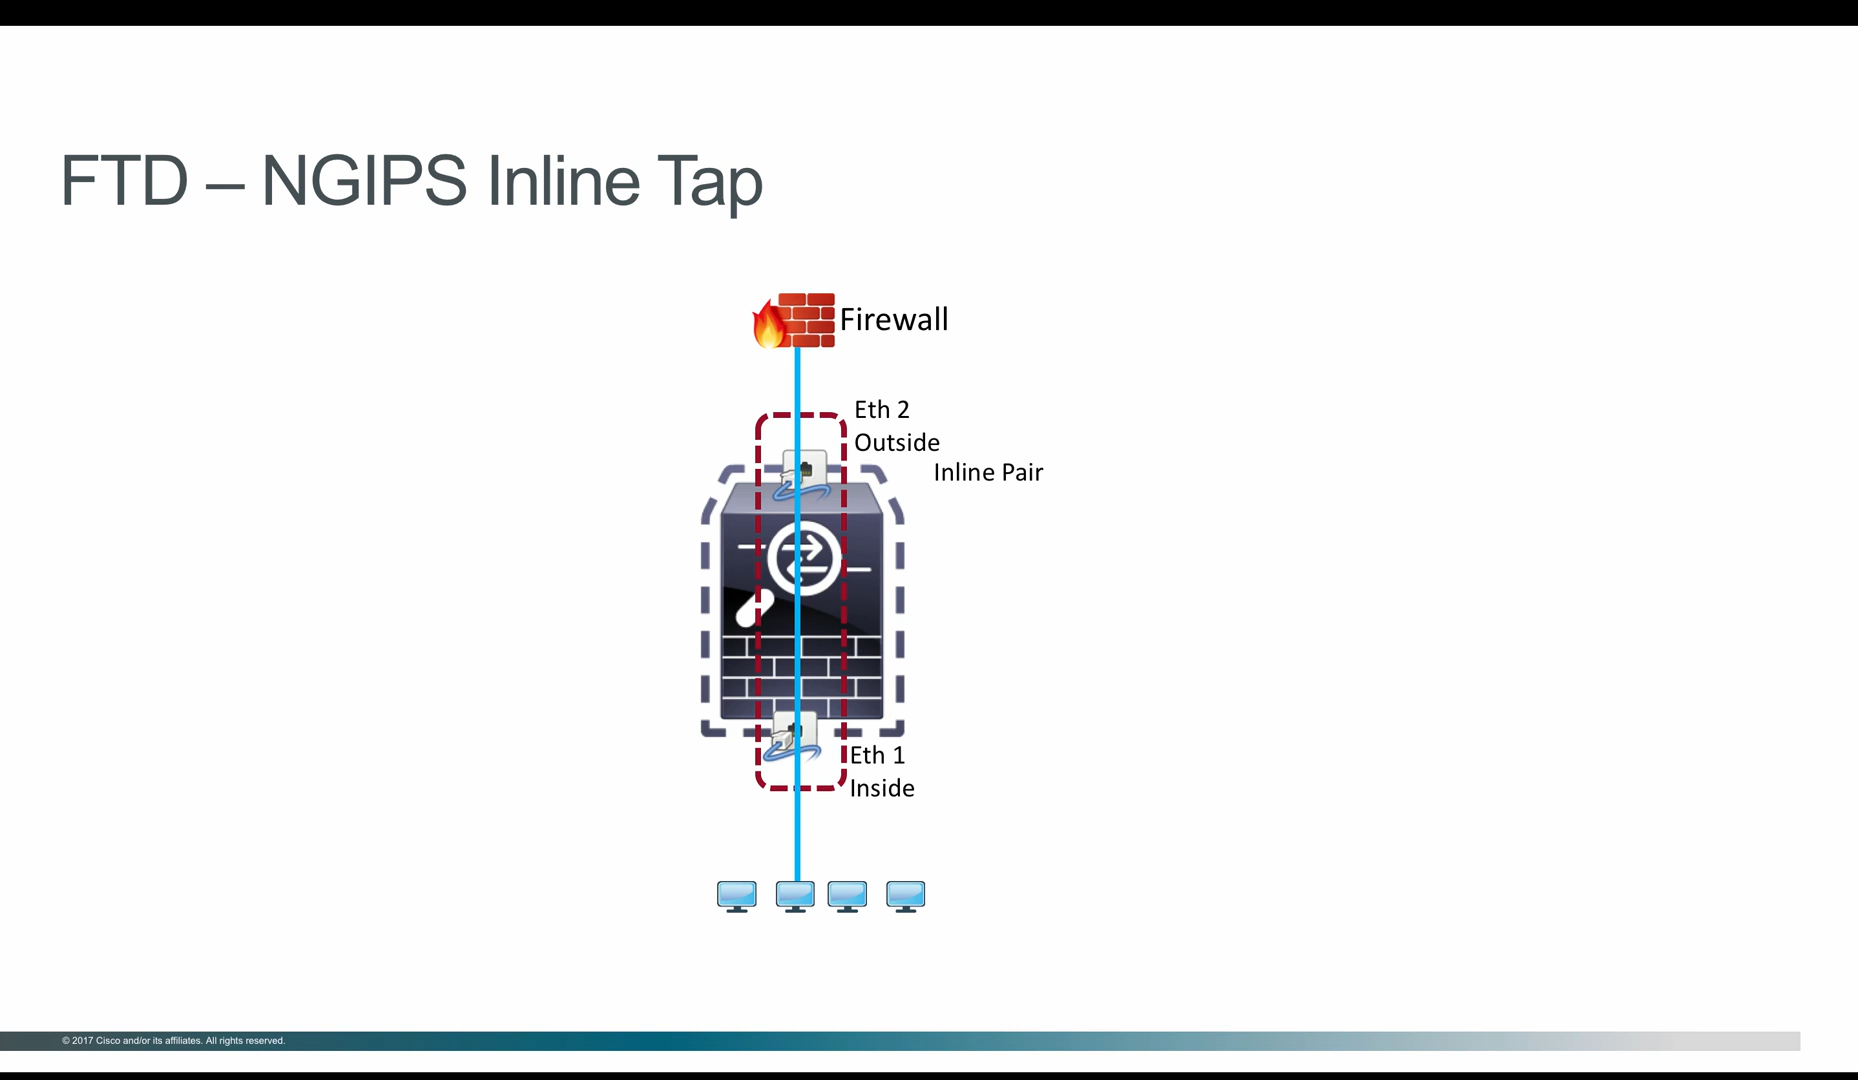 FTD – NGIPS Inline Tap
Firewall
Eth 2
Outside
Inline Pair
Eth 1
Inside
© 2017 Cisco and/or its affiliates. All rights reserved.